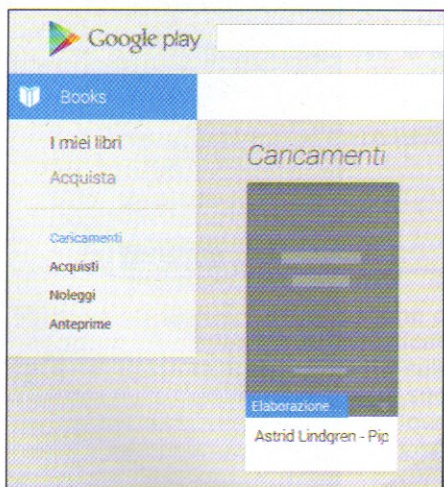 Google play
Books
I miei libri
Acquista
Caricamenti
Acquisti
Noleggi
Anteprime
Caricamenti
Elaborazione...
Astrid Lindgren - Pip